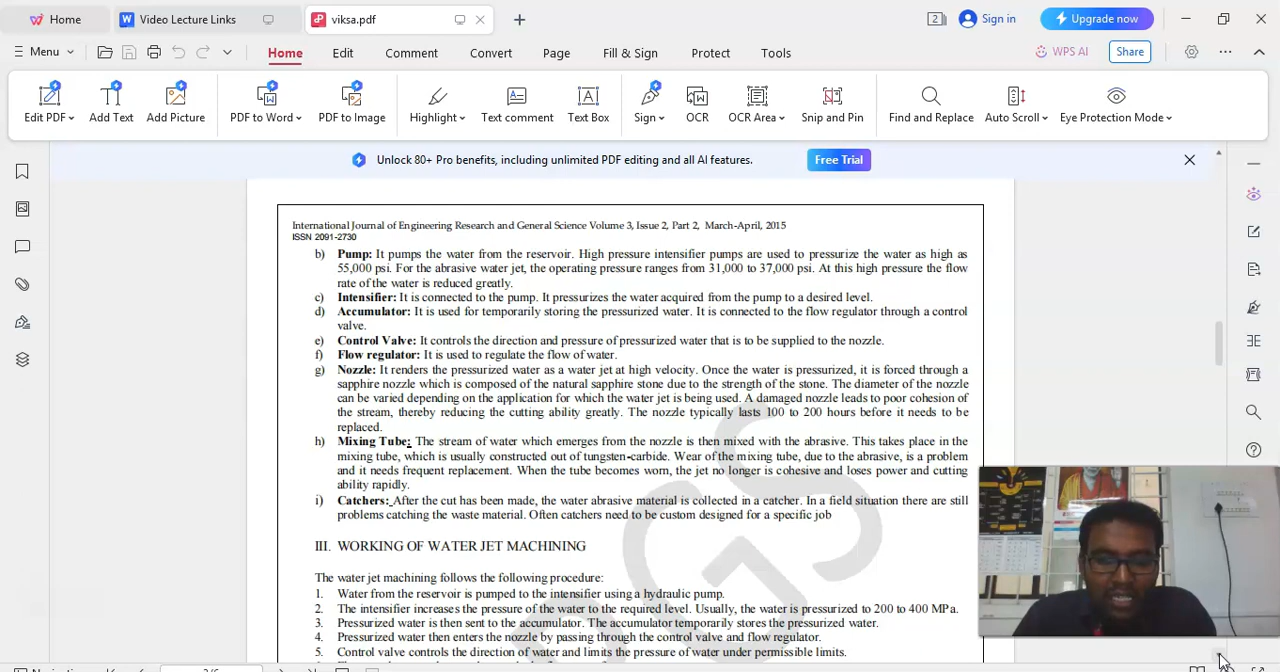 Home
Video Lecture Links
viksa.pdf
2
Sign in
Upgrade now
Menu
Home
Edit
Comment
Convert
Page
Fill & Sign
Protect
Tools
WPS AI
Share
Edit PDF
Add Text
Add Picture
PDF to Word
PDF to Image
Highlight
Text comment
Text Box
Sign
OCR
OCR Area
Snip and Pin
Find and Replace
Auto Scroll
Eye Protection Mode
Unlock 80+ Pro benefits, including unlimited PDF editing and all AI features.
Free Trial
International Journal of Engineering Research and General Science Volume 3, Issue 2, Part 2, March-April, 2015
ISSN 2091-2730
b) Pump: It pumps the water from the reservoir. High pressure intensifier pumps are used to pressurize the water as high as
55,000 psi. For the abrasive water jet, the operating pressure ranges from 31,000 to 37,000 psi. At this high pressure the flow
rate of the water is reduced greatly.
c) Intensifier: It is connected to the pump. It pressurizes the water acquired from the pump to a desired level.
d) Accumulator: It is used for temporarily storing the pressurized water. It is connected to the flow regulator through a control
valve.
e) Control Valve: It controls the direction and pressure of pressurized water that is to be supplied to the nozzle.
f) Flow regulator: It is used to regulate the flow of water.
g) Nozzle: It renders the pressurized water as a water jet at high velocity. Once the water is pressurized, it is forced through a
sapphire nozzle which is composed of the natural sapphire stone due to the strength of the stone. The diameter of the nozzle
can be varied depending on the application for which the water jet is being used. A damaged nozzle leads to poor cohesion of
the stream, thereby reducing the cutting ability greatly. The nozzle typically lasts 100 to 200 hours before it needs to be
replaced.
h) Mixing Tube: The stream of water which emerges from the nozzle is then mixed with the abrasive. This takes place in the
mixing tube, which is usually constructed out of tungsten-carbide. Wear of the mixing tube, due to the abrasive, is a problem
and it needs frequent replacement. When the tube becomes worn, the jet no longer is cohesive and loses power and cutting
ability rapidly.
i) Catchers: After the cut has been made, the water abrasive material is collected in a catcher. In a field situation there are still
problems catching the waste material. Often catchers need to be custom designed for a specific job
III. WORKING OF WATER JET MACHINING
The water jet machining follows the following procedure:
1. Water from the reservoir is pumped to the intensifier using a hydraulic pump.
2. The intensifier increases the pressure of the water to the required level. Usually, the water is pressurized to 200 to 400 MPa.
3. Pressurized water is then sent to the accumulator. The accumulator temporarily stores the pressurized water.
4. Pressurized water then enters the nozzle by passing through the control valve and flow regulator.
5. Control valve controls the direction of water and limits the pressure of water under permissible limits.